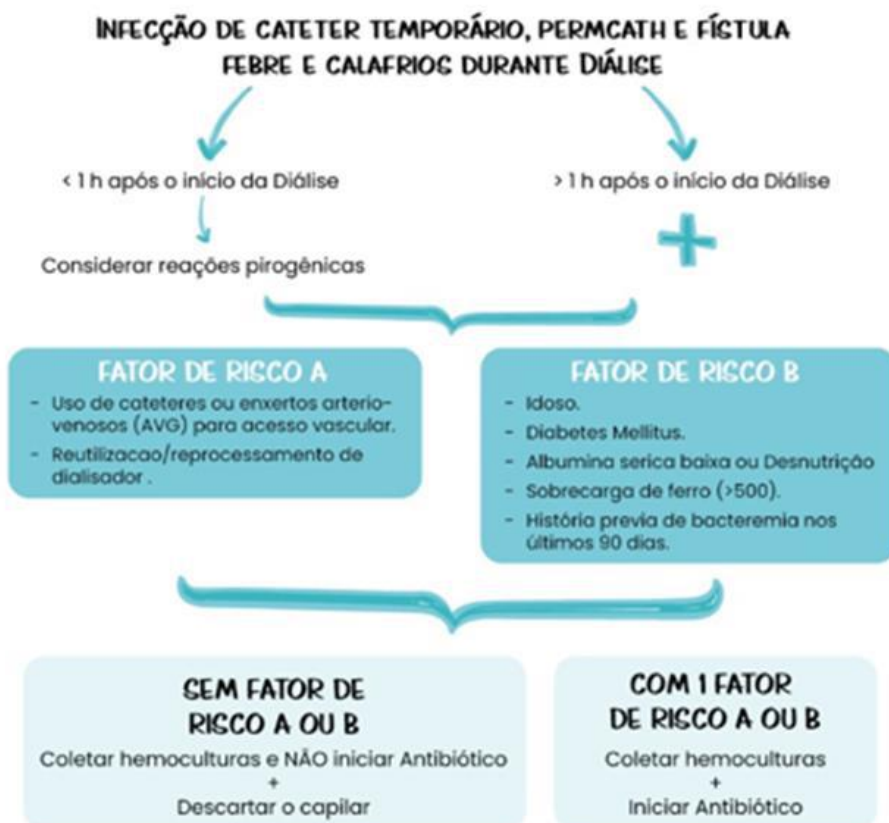 INFECÇÃO DE CATETER TEMPORÁRIO, PERMCATH E FÍSTULA
FEBRE E CALAFRIOS DURANTE DIÁLISE
< 1 h após o início da Diálise
> 1 h após o início da Diálise
+
Considerar reações pirogênicas
FATOR DE RISCO A
- Uso de cateteres ou enxertos arterio-
venosos (AVG) para acesso vascular.
- Reutilizacao/reprocessamento de
dialisador .
FATOR DE RISCO B
- Idoso.
- Diabetes Mellitus.
- Albumina serica baixa ou Desnutrição
- Sobrecarga de ferro (>500).
- História previa de bacteremia nos
últimos 90 dias.
SEM FATOR DE
RISCO A OU B
Coletar hemoculturas e NÃO iniciar Antibiótico
+
Descartar o capilar
COM 1 FATOR
DE RISCO A OU B
Coletar hemoculturas
+
Iniciar Antibiótico